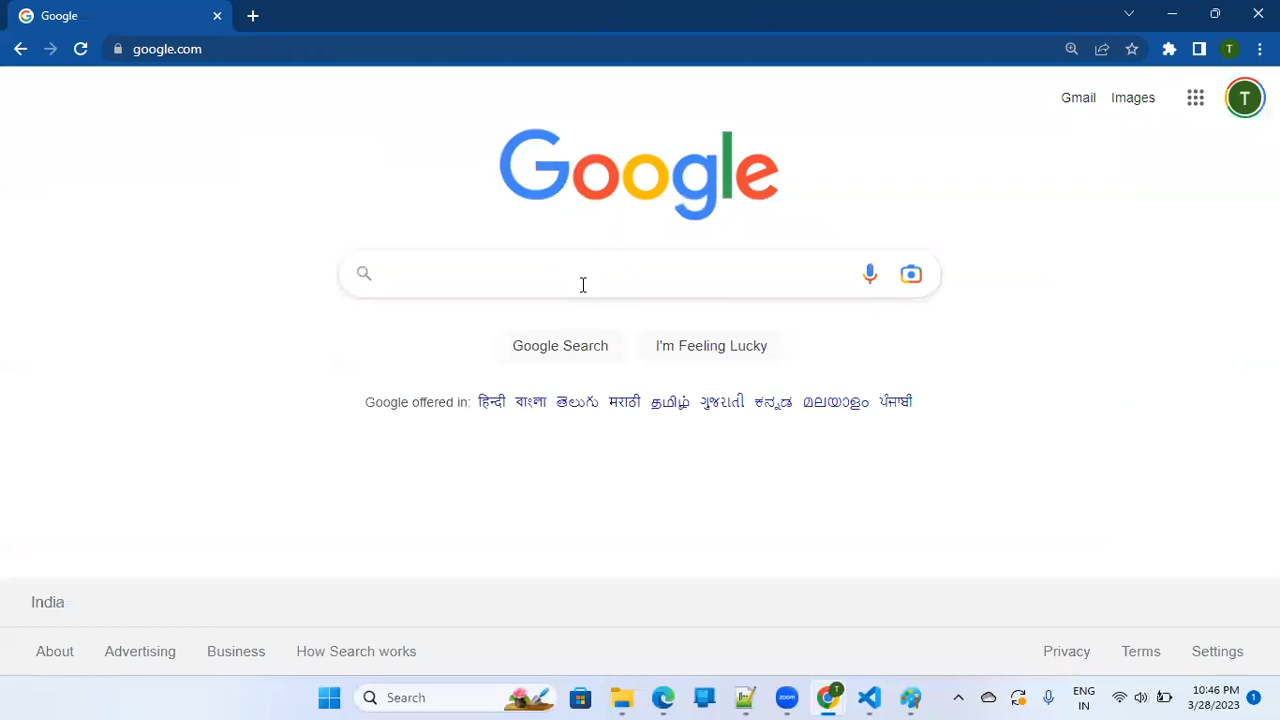 Google
google.com
T
Gmail Images
T
Google
Google Search I'm Feeling Lucky
Google offered in: हिन्दी বাংলা తెలుగు मराठी தமிழ் ગુજરાતી ಕನ್ನಡ മലയാളം ਪੰਜਾਬੀ
India
About Advertising Business How Search works Privacy Terms Settings
Search
zoom
T
ENG
IN
10:46 PM
3/28/2023
1